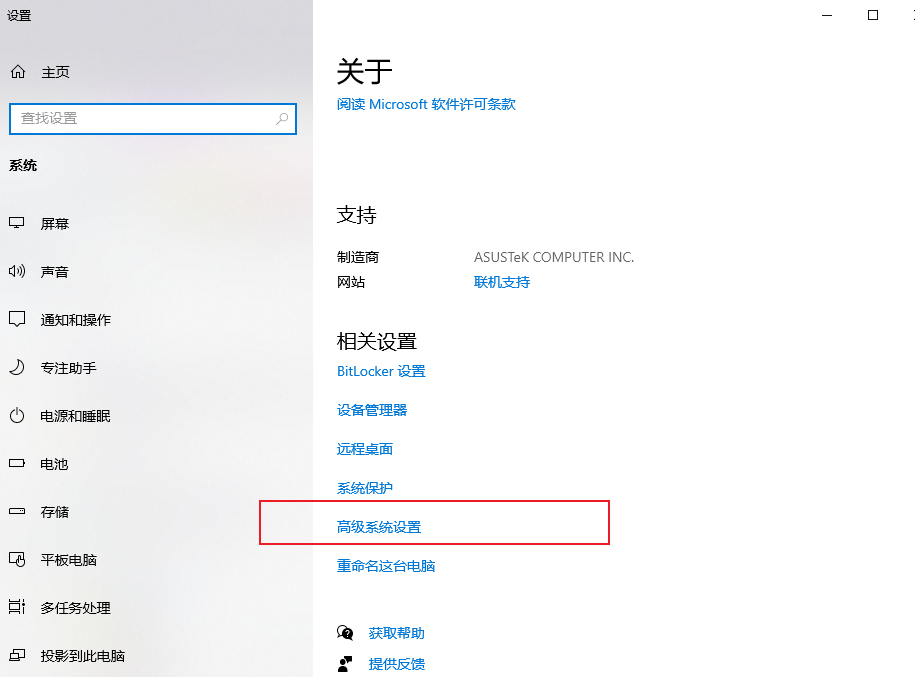 设置
主页
查找设置
系统
屏幕
声音
通知和操作
专注助手
电源和睡眠
电池
存储
平板电脑
多任务处理
投影到此电脑
关于
阅读 Microsoft 软件许可条款
支持
制造商 ASUSTeK COMPUTER INC.
网站 联机支持
相关设置
BitLocker 设置
设备管理器
远程桌面
系统保护
高级系统设置
重命名这台电脑
获取帮助
提供反馈